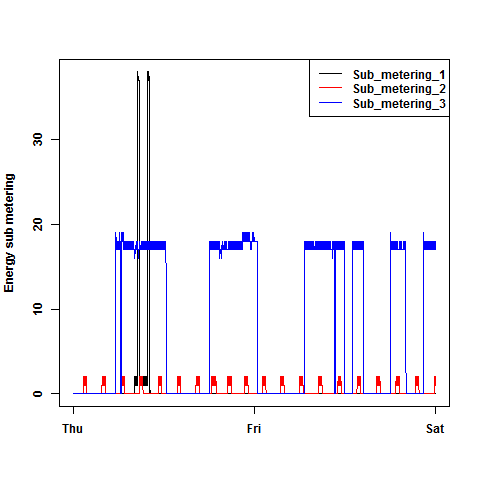 Sub_metering_1
Sub_metering_2
Sub_metering_3
Energy sub metering
30
20
10
0
Thu
Fri
Sat